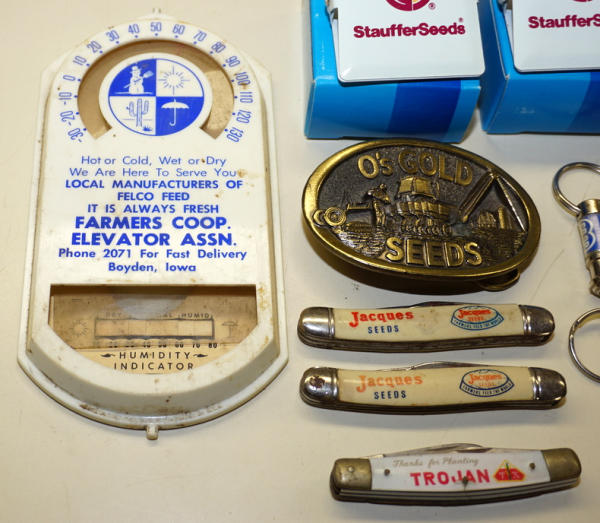 -30 -20 -10 0 10 20 30 40 50 60 70 80 90 100 110 120 130
Hot or Cold, Wet or Dry
We Are Here To Serve You
LOCAL MANUFACTURERS OF
FELCO FEED
IT IS ALWAYS FRESH
FARMERS COOP.
ELEVATOR ASSN.
Phone 2071 For Fast Delivery
Boyden, Iowa
HUMIDITY
INDICATOR
StaufferSeeds
StaufferSeeds
O's GOLD
SEEDS
Jacques
SEEDS
Jacques
SEEDS
Thanks for Planting
TROJAN